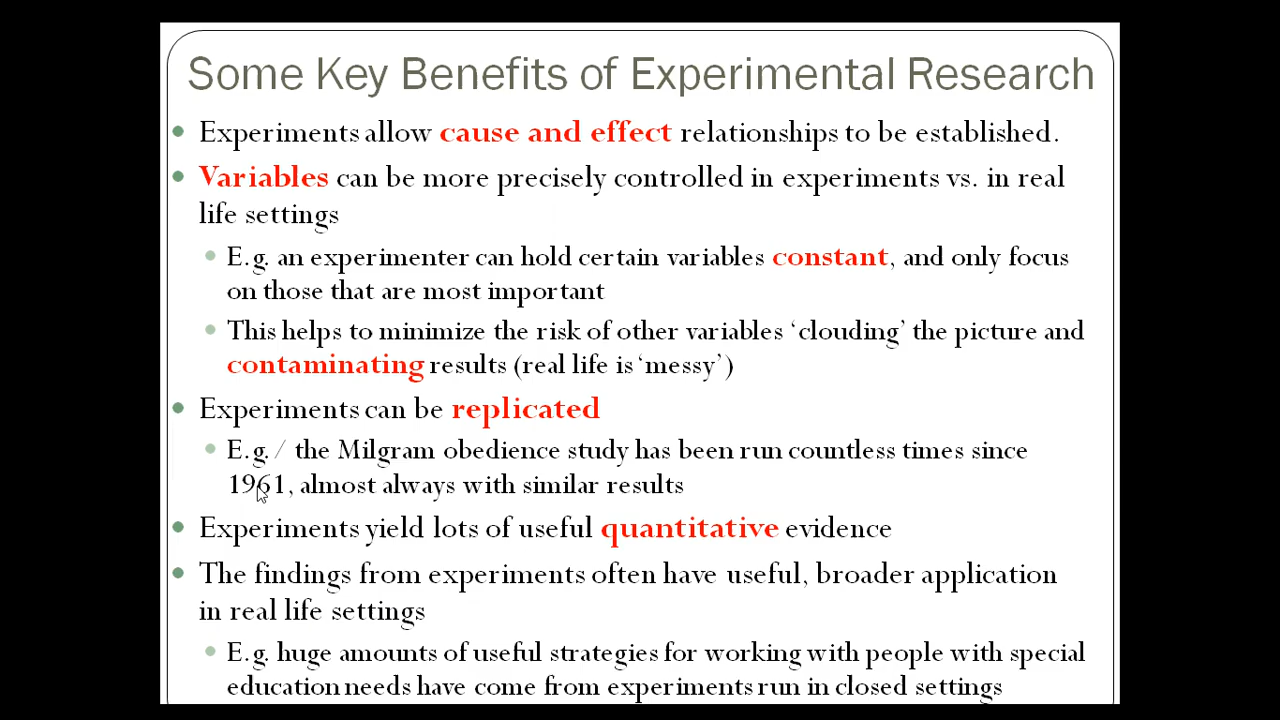 Some Key Benefits of Experimental Research
• Experiments allow cause and effect relationships to be established.
• Variables can be more precisely controlled in experiments vs. in real
life settings
• E.g. an experimenter can hold certain variables constant, and only focus
on those that are most important
• This helps to minimize the risk of other variables ‘clouding’ the picture and
contaminating results (real life is ‘messy’)
• Experiments can be replicated
• E.g. / the Milgram obedience study has been run countless times since
1961, almost always with similar results
• Experiments yield lots of useful quantitative evidence
• The findings from experiments often have useful, broader application
in real life settings
• E.g. huge amounts of useful strategies for working with people with special
education needs have come from experiments run in closed settings